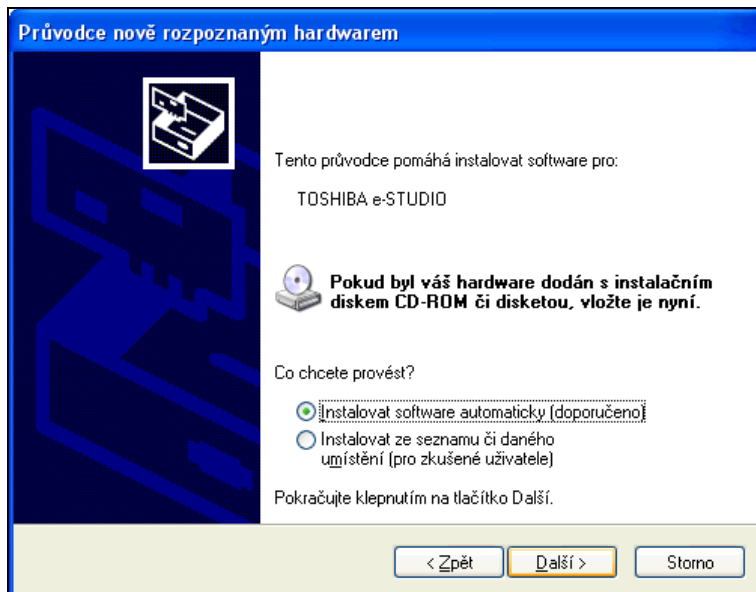 Průvodce nově rozpoznaným hardwarem
Tento průvodce pomáhá instalovat software pro:
TOSHIBA e-STUDIO
Pokud byl váš hardware dodán s instalačním
diskem CD-ROM či disketou, vložte je nyní.
Co chcete provést?
Instalovat software automaticky (doporučeno)
Instalovat ze seznamu či daného
umístění (pro zkušené uživatele)
Pokračujte klepnutím na tlačítko Další.
< Zpět
Další >
Storno